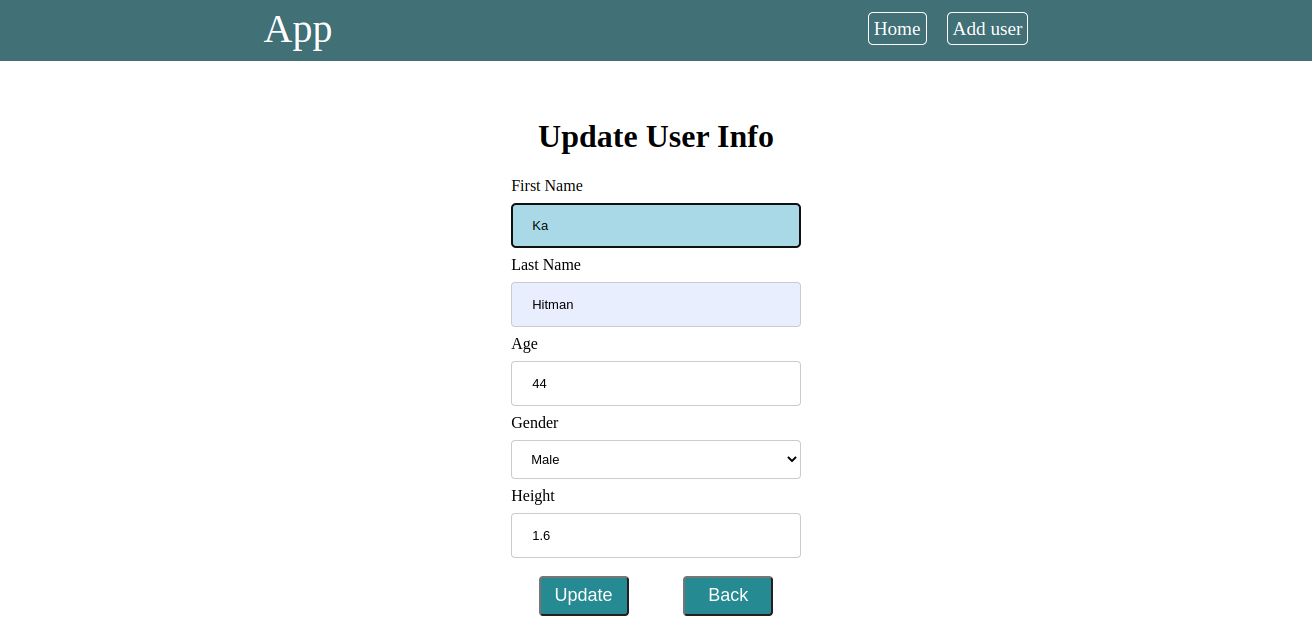 App Home Add user
Update User Info
First Name
Ka
Last Name
Hitman
Age
44
Gender
Male
Height
1.6
Update Back